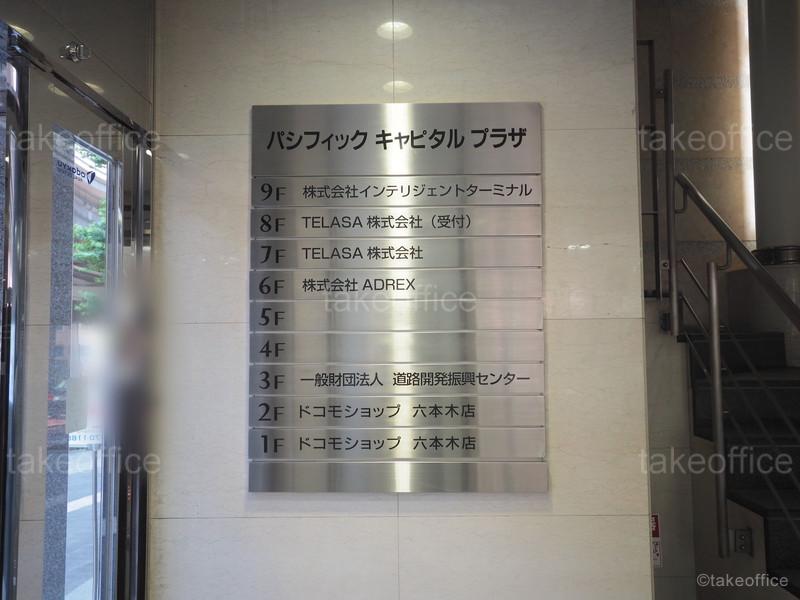 パシフィック キャピタル プラザ
9F 株式会社インテリジェントターミナル
8F TELASA 株式会社（受付）
7F TELASA 株式会社
6F 株式会社 ADREX
5F
4F
3F 一般財団法人 道路開発振興センター
2F ドコモショップ 六本木店
1F ドコモショップ 六本木店
takeoffice
takeoffice
takeoffice
takeoffice
takeoffice
©takeoffice